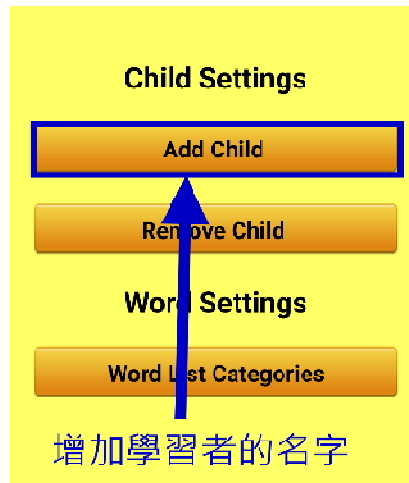 Child Settings
Add Child
Remove Child
Word Settings
Word List Categories
增加學習者的名字